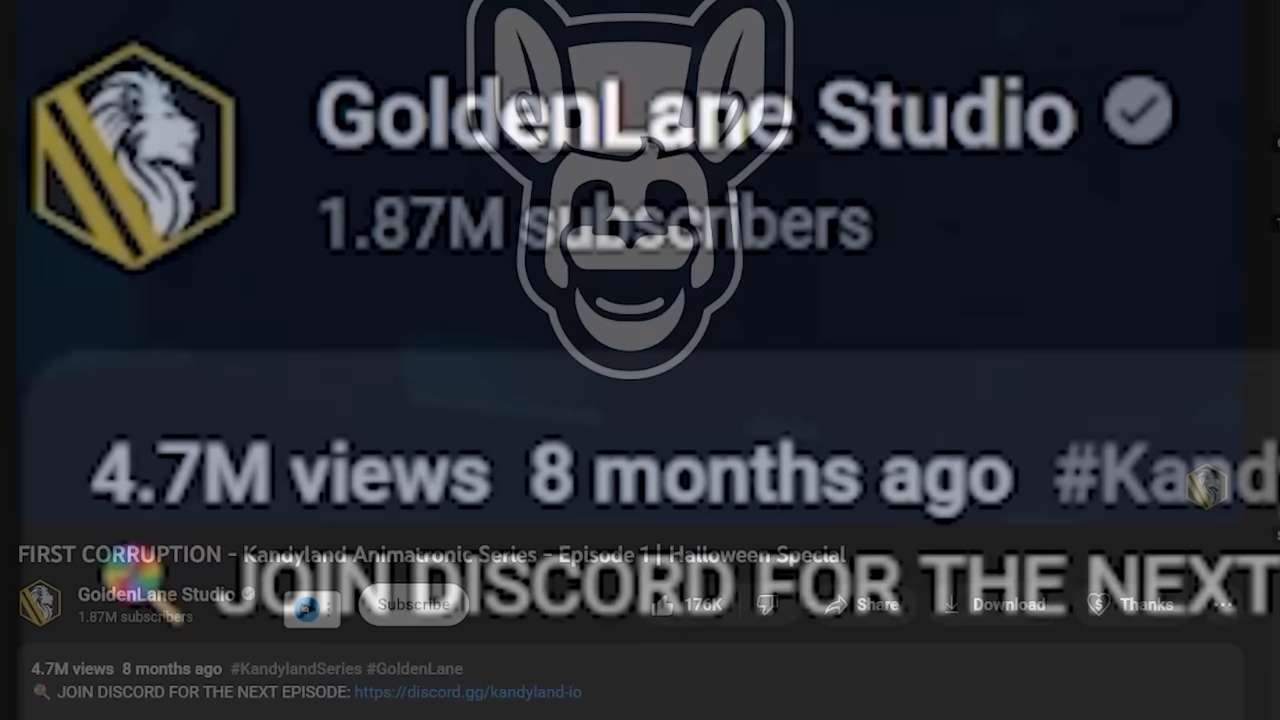 GoldenLane Studio
1.87M subscribers
4.7M views 8 months ago #Kand
JOIN DISCORD FOR THE NEXT
FIRST CORRUPTION - Kandyland Animatronic Series - Episode 1 | Halloween Special
GoldenLane Studio
1.87M subscribers
Subscribe
176K
Share
Download
Thanks
4.7M views 8 months ago #KandylandSeries #GoldenLane
JOIN DISCORD FOR THE NEXT EPISODE: https://discord.gg/kandyland-io